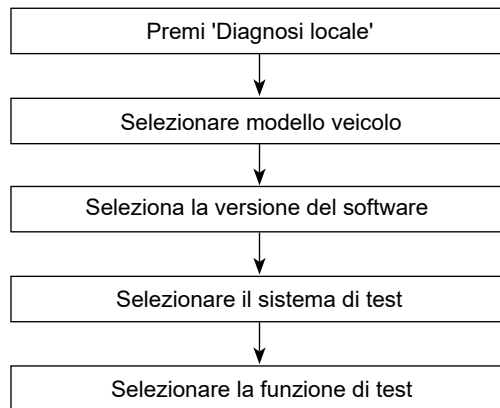 Premi 'Diagnosi locale'
Selezionare modello veicolo
Seleziona la versione del software
Selezionare il sistema di test
Selezionare la funzione di test